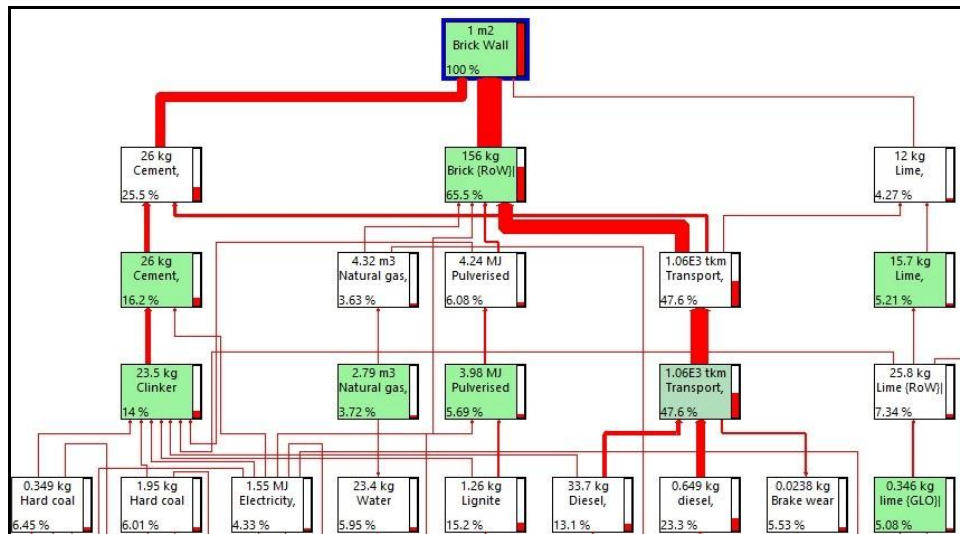 1 m2
Brick Wall
100 %
26 kg
Cement,
25.5 %
156 kg
Brick {RoW}|
65.5 %
12 kg
Lime,
4.27 %
26 kg
Cement,
16.2 %
4.32 m3
Natural gas,
3.63 %
4.24 MJ
Pulverised
6.08 %
1.06E3 tkm
Transport,
47.6 %
15.7 kg
Lime,
5.21 %
23.5 kg
Clinker
14 %
2.79 m3
Natural gas,
3.72 %
3.98 MJ
Pulverised
5.69 %
1.06E3 tkm
Transport,
47.6 %
25.8 kg
Lime {RoW}|
7.34 %
0.349 kg
Hard coal
6.45 %
1.95 kg
Hard coal
6.01 %
1.55 MJ
Electricity,
4.33 %
23.4 kg
Water
5.95 %
1.26 kg
Lignite
15.2 %
33.7 kg
Diesel,
13.1 %
0.649 kg
diesel,
23.3 %
0.0238 kg
Brake wear
5.53 %
0.346 kg
lime {GLO}|
5.08 %